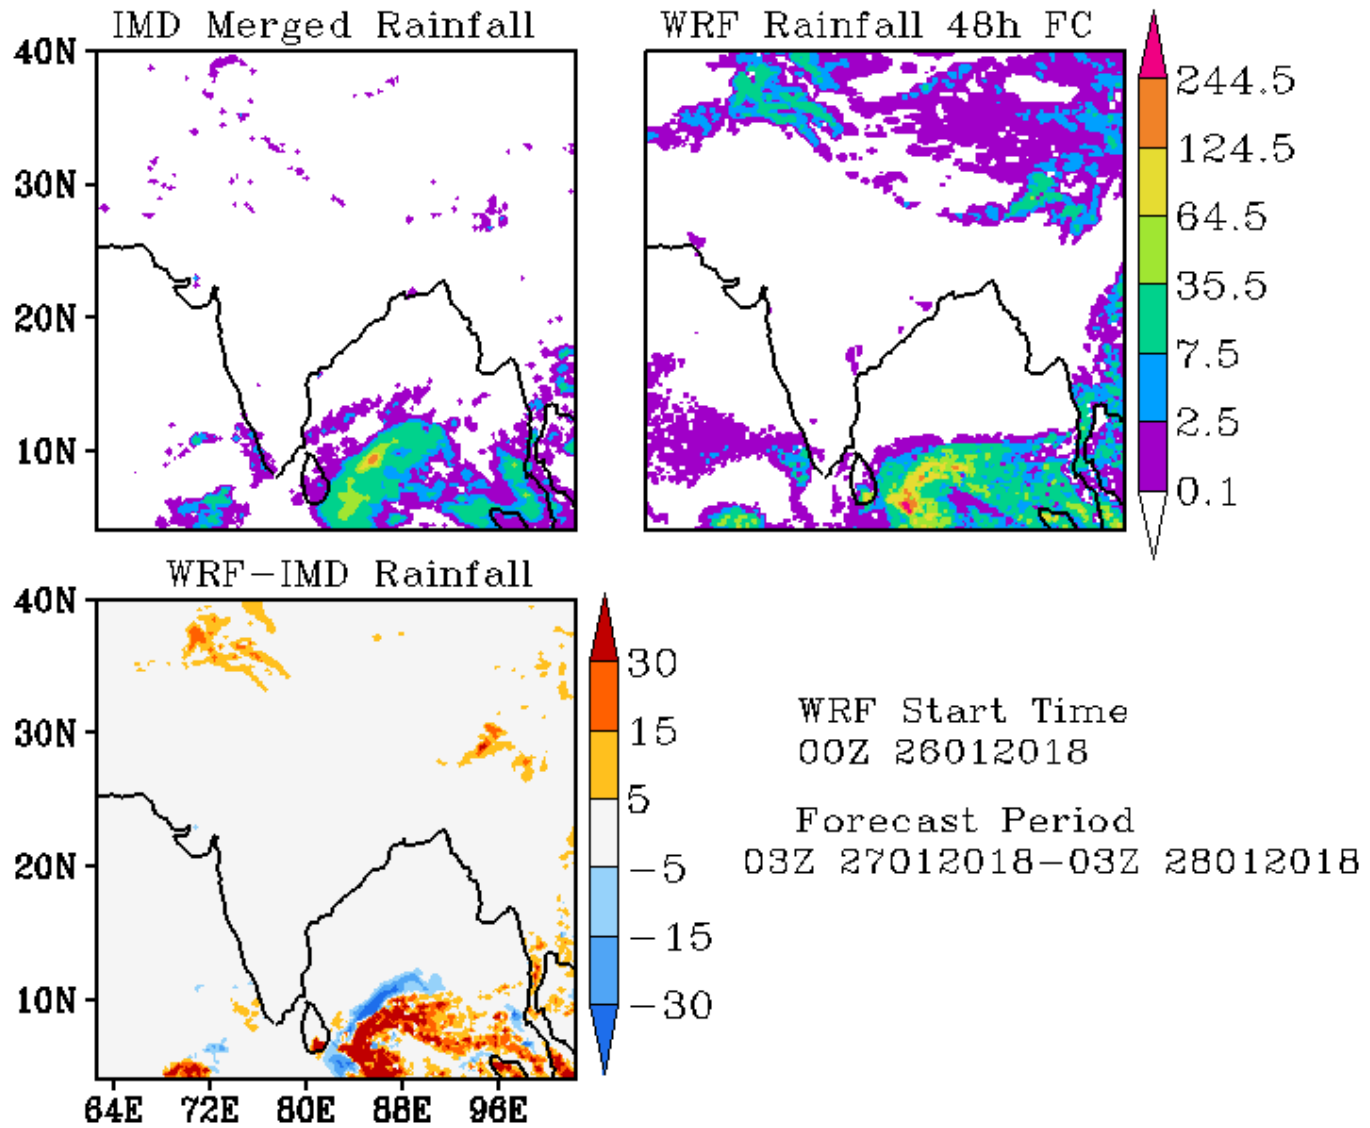 IMD Merged Rainfall
WRF Rainfall 48h FC
40N
30N
20N
10N
244.5
124.5
64.5
35.5
7.5
2.5
0.1
WRF-IMD Rainfall
40N
30N
20N
10N
64E 72E 80E 88E 96E
30
15
5
-5
-15
-30
WRF Start Time
00Z 26012018
Forecast Period
03Z 27012018-03Z 28012018